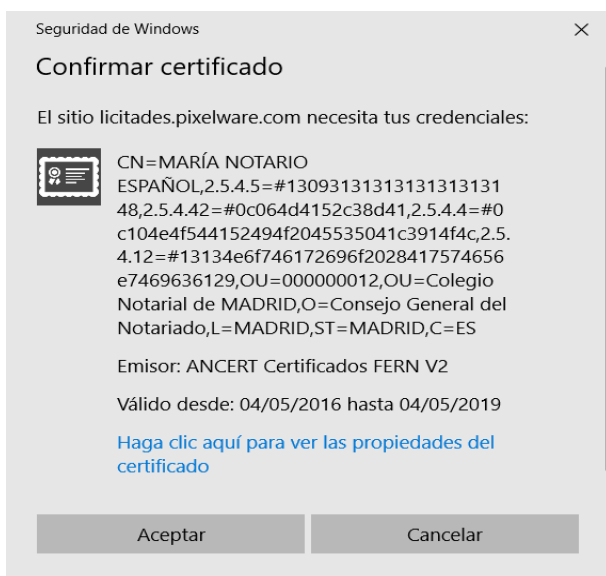 Seguridad de Windows
Confirmar certificado
El sitio licitades.pixelware.com necesita tus credenciales:
CN=MARÍA NOTARIO
ESPAÑOL,2.5.4.5=#13093131313131313131
48,2.5.4.42=#0c064d4152c38d41,2.5.4.4=#0
c104e4f544152494f2045535041c3914f4c,2.5.
4.12=#13134e6f746172696f2028417574656
e7469636129,OU=000000012,OU=Colegio
Notarial de MADRID,O=Consejo General del
Notariado,L=MADRID,ST=MADRID,C=ES
Emisor: ANCERT Certificados FERN V2
Válido desde: 04/05/2016 hasta 04/05/2019
Haga clic aquí para ver las propiedades del
certificado
Aceptar Cancelar